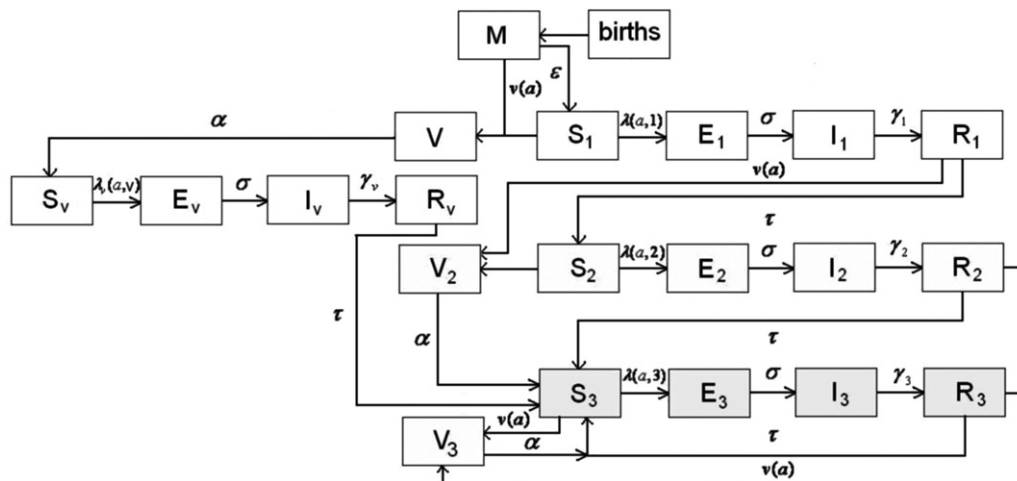 M births
ε
v(a)
α
V S₁ λ(a,1) E₁ σ I₁ γ₁ R₁
v(a)
Sᵥ λᵥ(a,v) Eᵥ σ Iᵥ γᵥ Rᵥ
τ
V₂ S₂ λ(a,2) E₂ σ I₂ γ₂ R₂
τ
α
τ
S₃ λ(a,3) E₃ σ I₃ γ₃ R₃
v(a)
V₃ α τ
v(a)